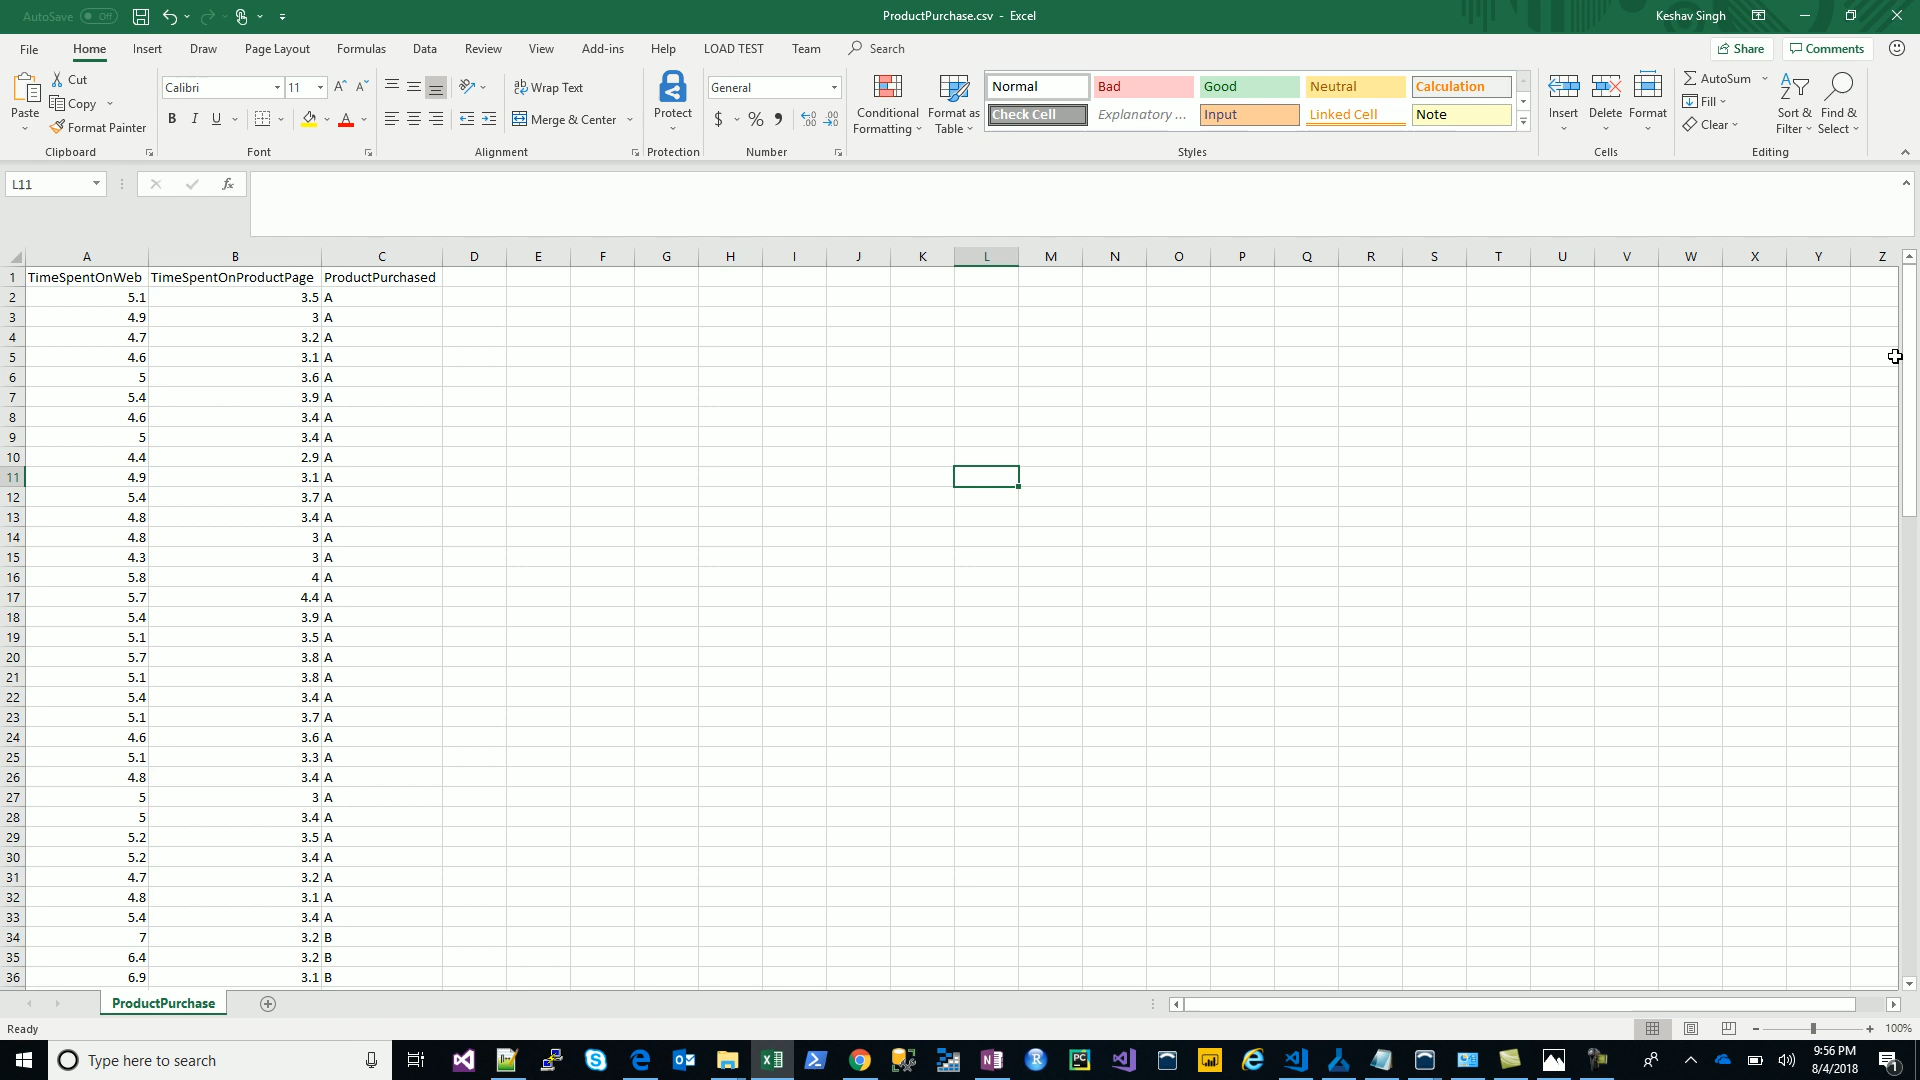 AutoSave Off ProductPurchase.csv - Excel Keshav Singh
File Home Insert Draw Page Layout Formulas Data Review View Add-ins Help LOAD TEST Team Search Share Comments
Paste Cut Copy Format Painter Clipboard
Calibri 11 B I U A Font
ab Wrap Text Merge & Center Alignment
Protect Protection
General $ % , Number
Conditional Formatting Format as Table
Normal Bad Good Neutral Calculation
Check Cell Explanatory ... Input Linked Cell Note
Styles
Insert Delete Format Cells
AutoSum Fill Clear Sort & Filter Find & Select Editing
L11 fx
A B C D E F G H I J K L M N O P Q R S T U V W X Y Z
1 TimeSpentOnWeb TimeSpentOnProductPage ProductPurchased
2 5.1 3.5 A
3 4.9 3 A
4 4.7 3.2 A
5 4.6 3.1 A
6 5 3.6 A
7 5.4 3.9 A
8 4.6 3.4 A
9 5 3.4 A
10 4.4 2.9 A
11 4.9 3.1 A
12 5.4 3.7 A
13 4.8 3.4 A
14 4.8 3 A
15 4.3 3 A
16 5.8 4 A
17 5.7 4.4 A
18 5.4 3.9 A
19 5.1 3.5 A
20 5.7 3.8 A
21 5.1 3.8 A
22 5.4 3.4 A
23 5.1 3.7 A
24 4.6 3.6 A
25 5.1 3.3 A
26 4.8 3.4 A
27 5 3 A
28 5 3.4 A
29 5.2 3.5 A
30 5.2 3.4 A
31 4.7 3.2 A
32 4.8 3.1 A
33 5.4 3.4 A
34 7 3.2 B
35 6.4 3.2 B
36 6.9 3.1 B
ProductPurchase
Ready 100%
Type here to search
9:56 PM
8/4/2018